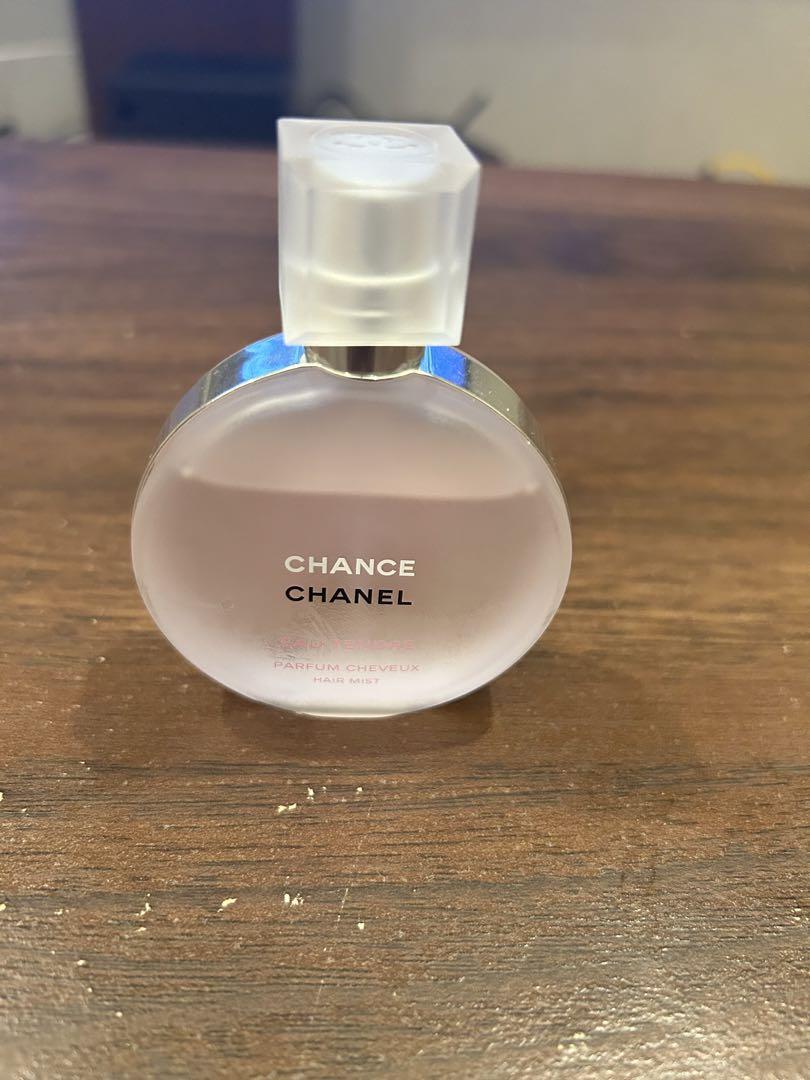 CHANCE
CHANEL
EAU TENDRE
PARFUM CHEVEUX
HAIR MIST